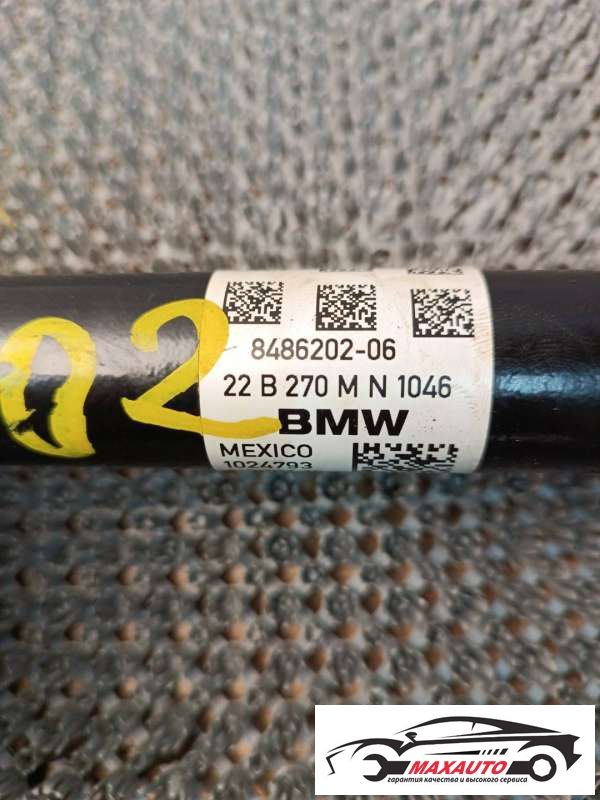 02
8486202-06
22 B 270 M N 1046
BMW
MEXICO
1024793
MAXAUTO
гарантия качества и высокого сервиса